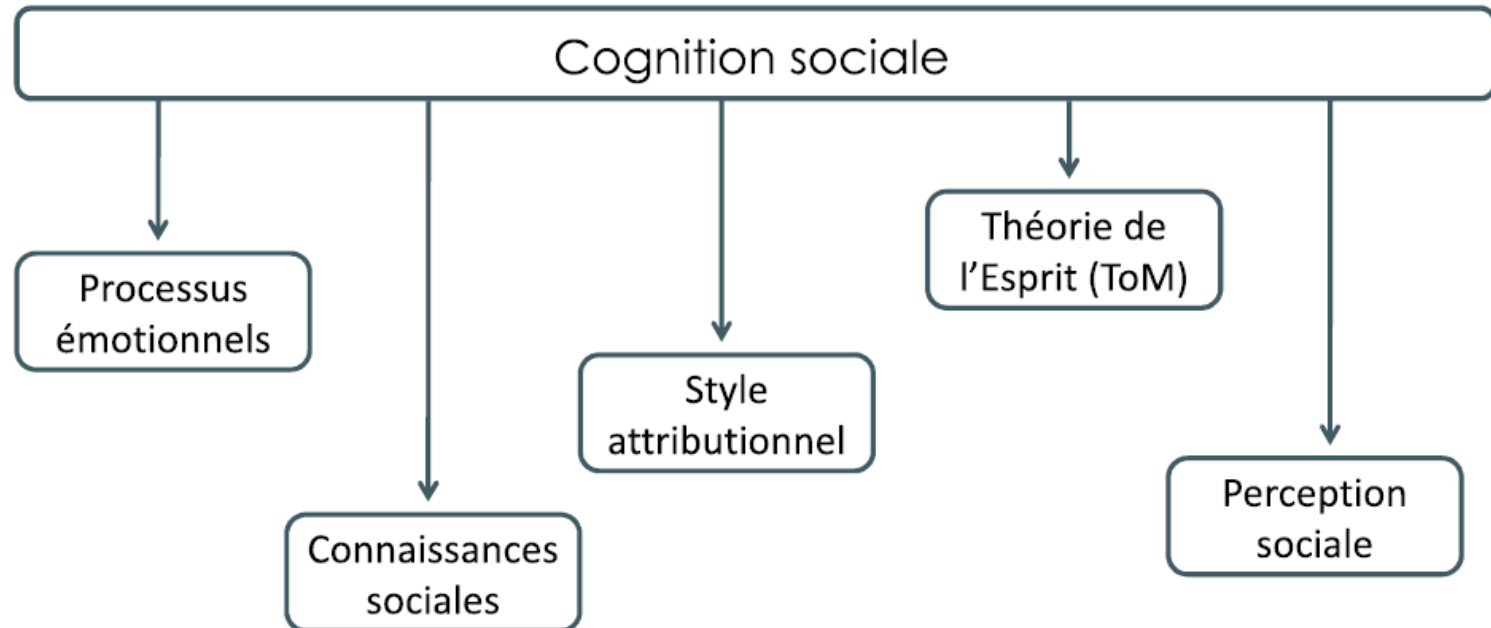 Cognition sociale
Processus
émotionnels
Connaissances
sociales
Style
attributionnel
Théorie de
l’Esprit (ToM)
Perception
sociale